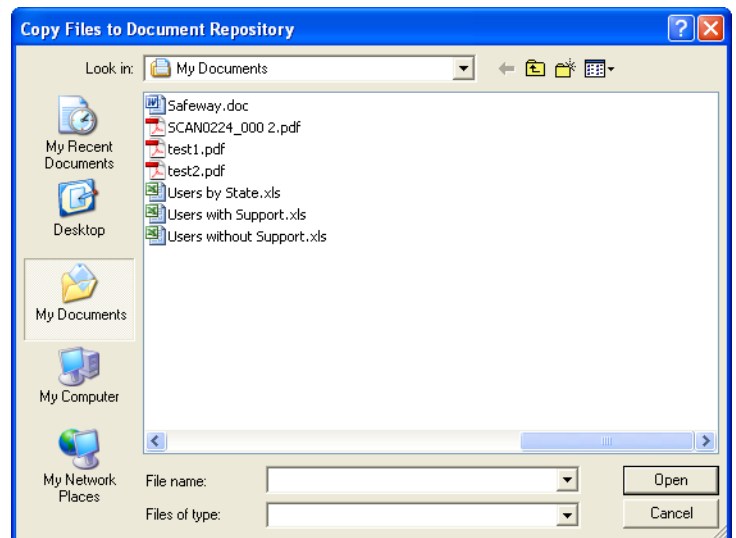 Copy Files to Document Repository
Look in:
My Documents
My Recent
Documents
Desktop
My Documents
My Computer
My Network
Places
Safeway.doc
SCAN0224_000 2.pdf
test1.pdf
test2.pdf
Users by State.xls
Users with Support.xls
Users without Support.xls
File name:
Open
Files of type:
Cancel